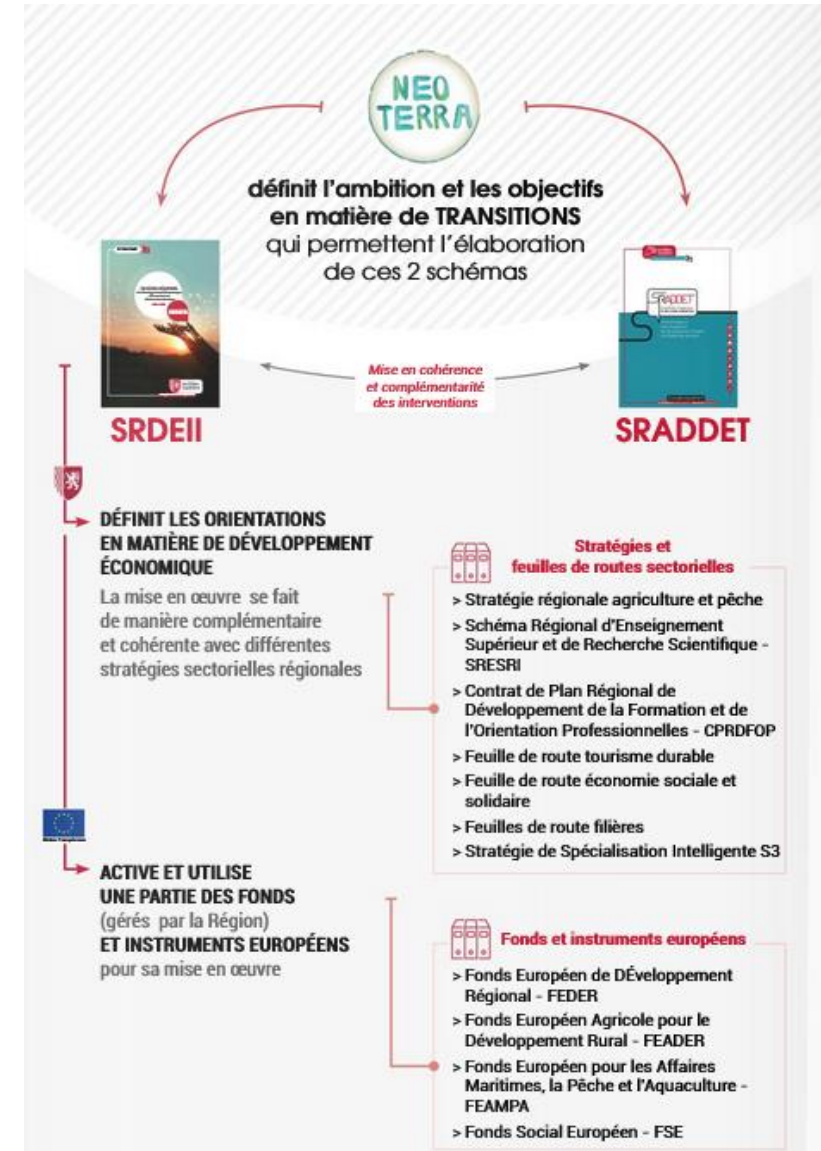 NEO
TERRA
définit l'ambition et les objectifs
en matière de TRANSITIONS
qui permettent l'élaboration
de ces 2 schémas
SRADDET
Mise en cohérence
et complémentarité
des interventions
SRDEII
SRADDET
DÉFINIT LES ORIENTATIONS
EN MATIÈRE DE DÉVELOPPEMENT
ÉCONOMIQUE
La mise en œuvre se fait
de manière complémentaire
et cohérente avec différentes
stratégies sectorielles régionales
Stratégies et
feuilles de routes sectorielles
> Stratégie régionale agriculture et pêche
> Schéma Régional d'Enseignement
Supérieur et de Recherche Scientifique -
SRESRI
> Contrat de Plan Régional de
Développement de la Formation et de
l'Orientation Professionnelles - CPRDFOP
> Feuille de route tourisme durable
> Feuille de route économie sociale et
solidaire
> Feuilles de route filières
> Stratégie de Spécialisation Intelligente S3
ACTIVE ET UTILISE
UNE PARTIE DES FONDS
(gérés par la Région)
ET INSTRUMENTS EUROPÉENS
pour sa mise en œuvre
Fonds et instruments européens
> Fonds Européen de DÉveloppement
Régional - FEDER
> Fonds Européen Agricole pour le
Développement Rural - FEADER
> Fonds Européen pour les Affaires
Maritimes, la Pêche et l'Aquaculture -
FEAMPA
> Fonds Social Européen - FSE